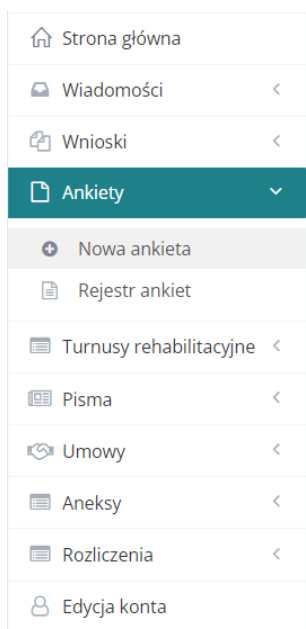 Strona główna
Wiadomości
Wnioski
Ankiety
Nowa ankieta
Rejestr ankiet
Turnusy rehabilitacyjne
Pisma
Umowy
Aneksy
Rozliczenia
Edycja konta